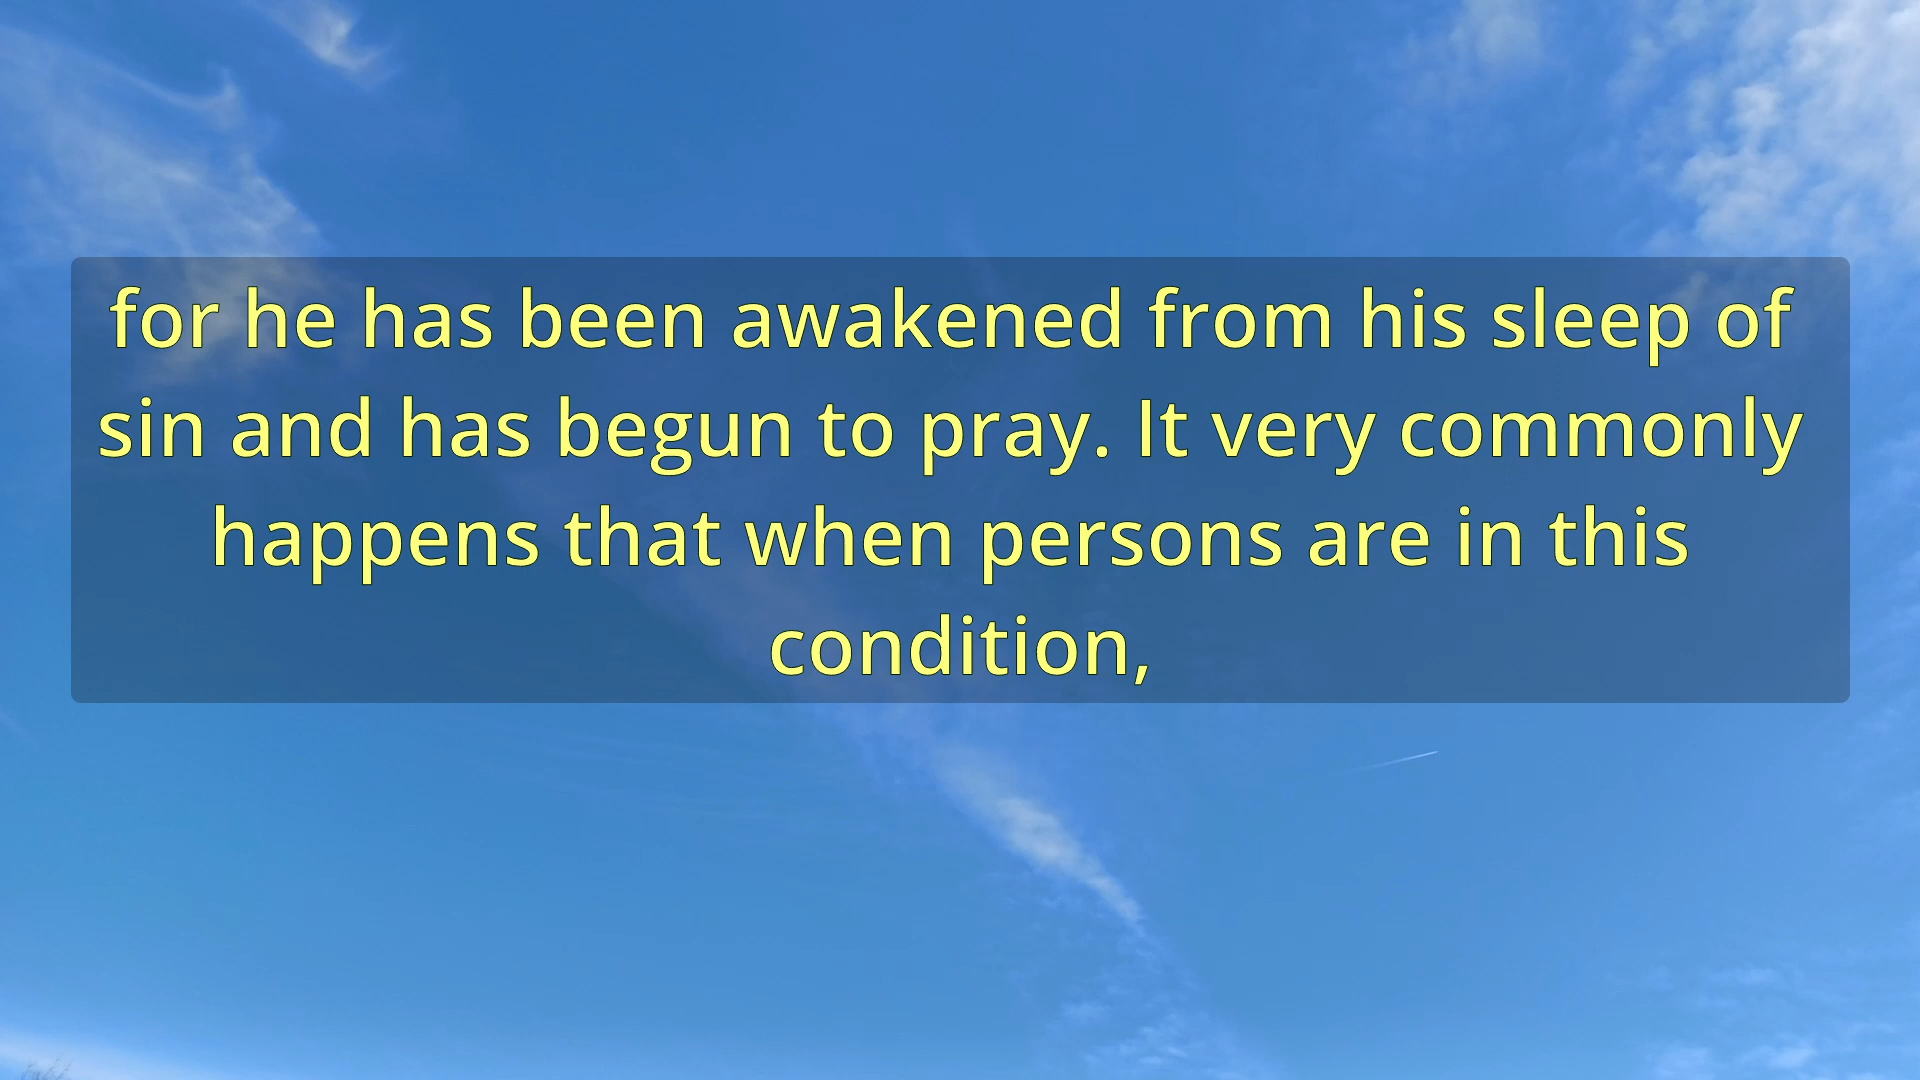 for he has been awakened from his sleep of
sin and has begun to pray. It very commonly
happens that when persons are in this
condition,